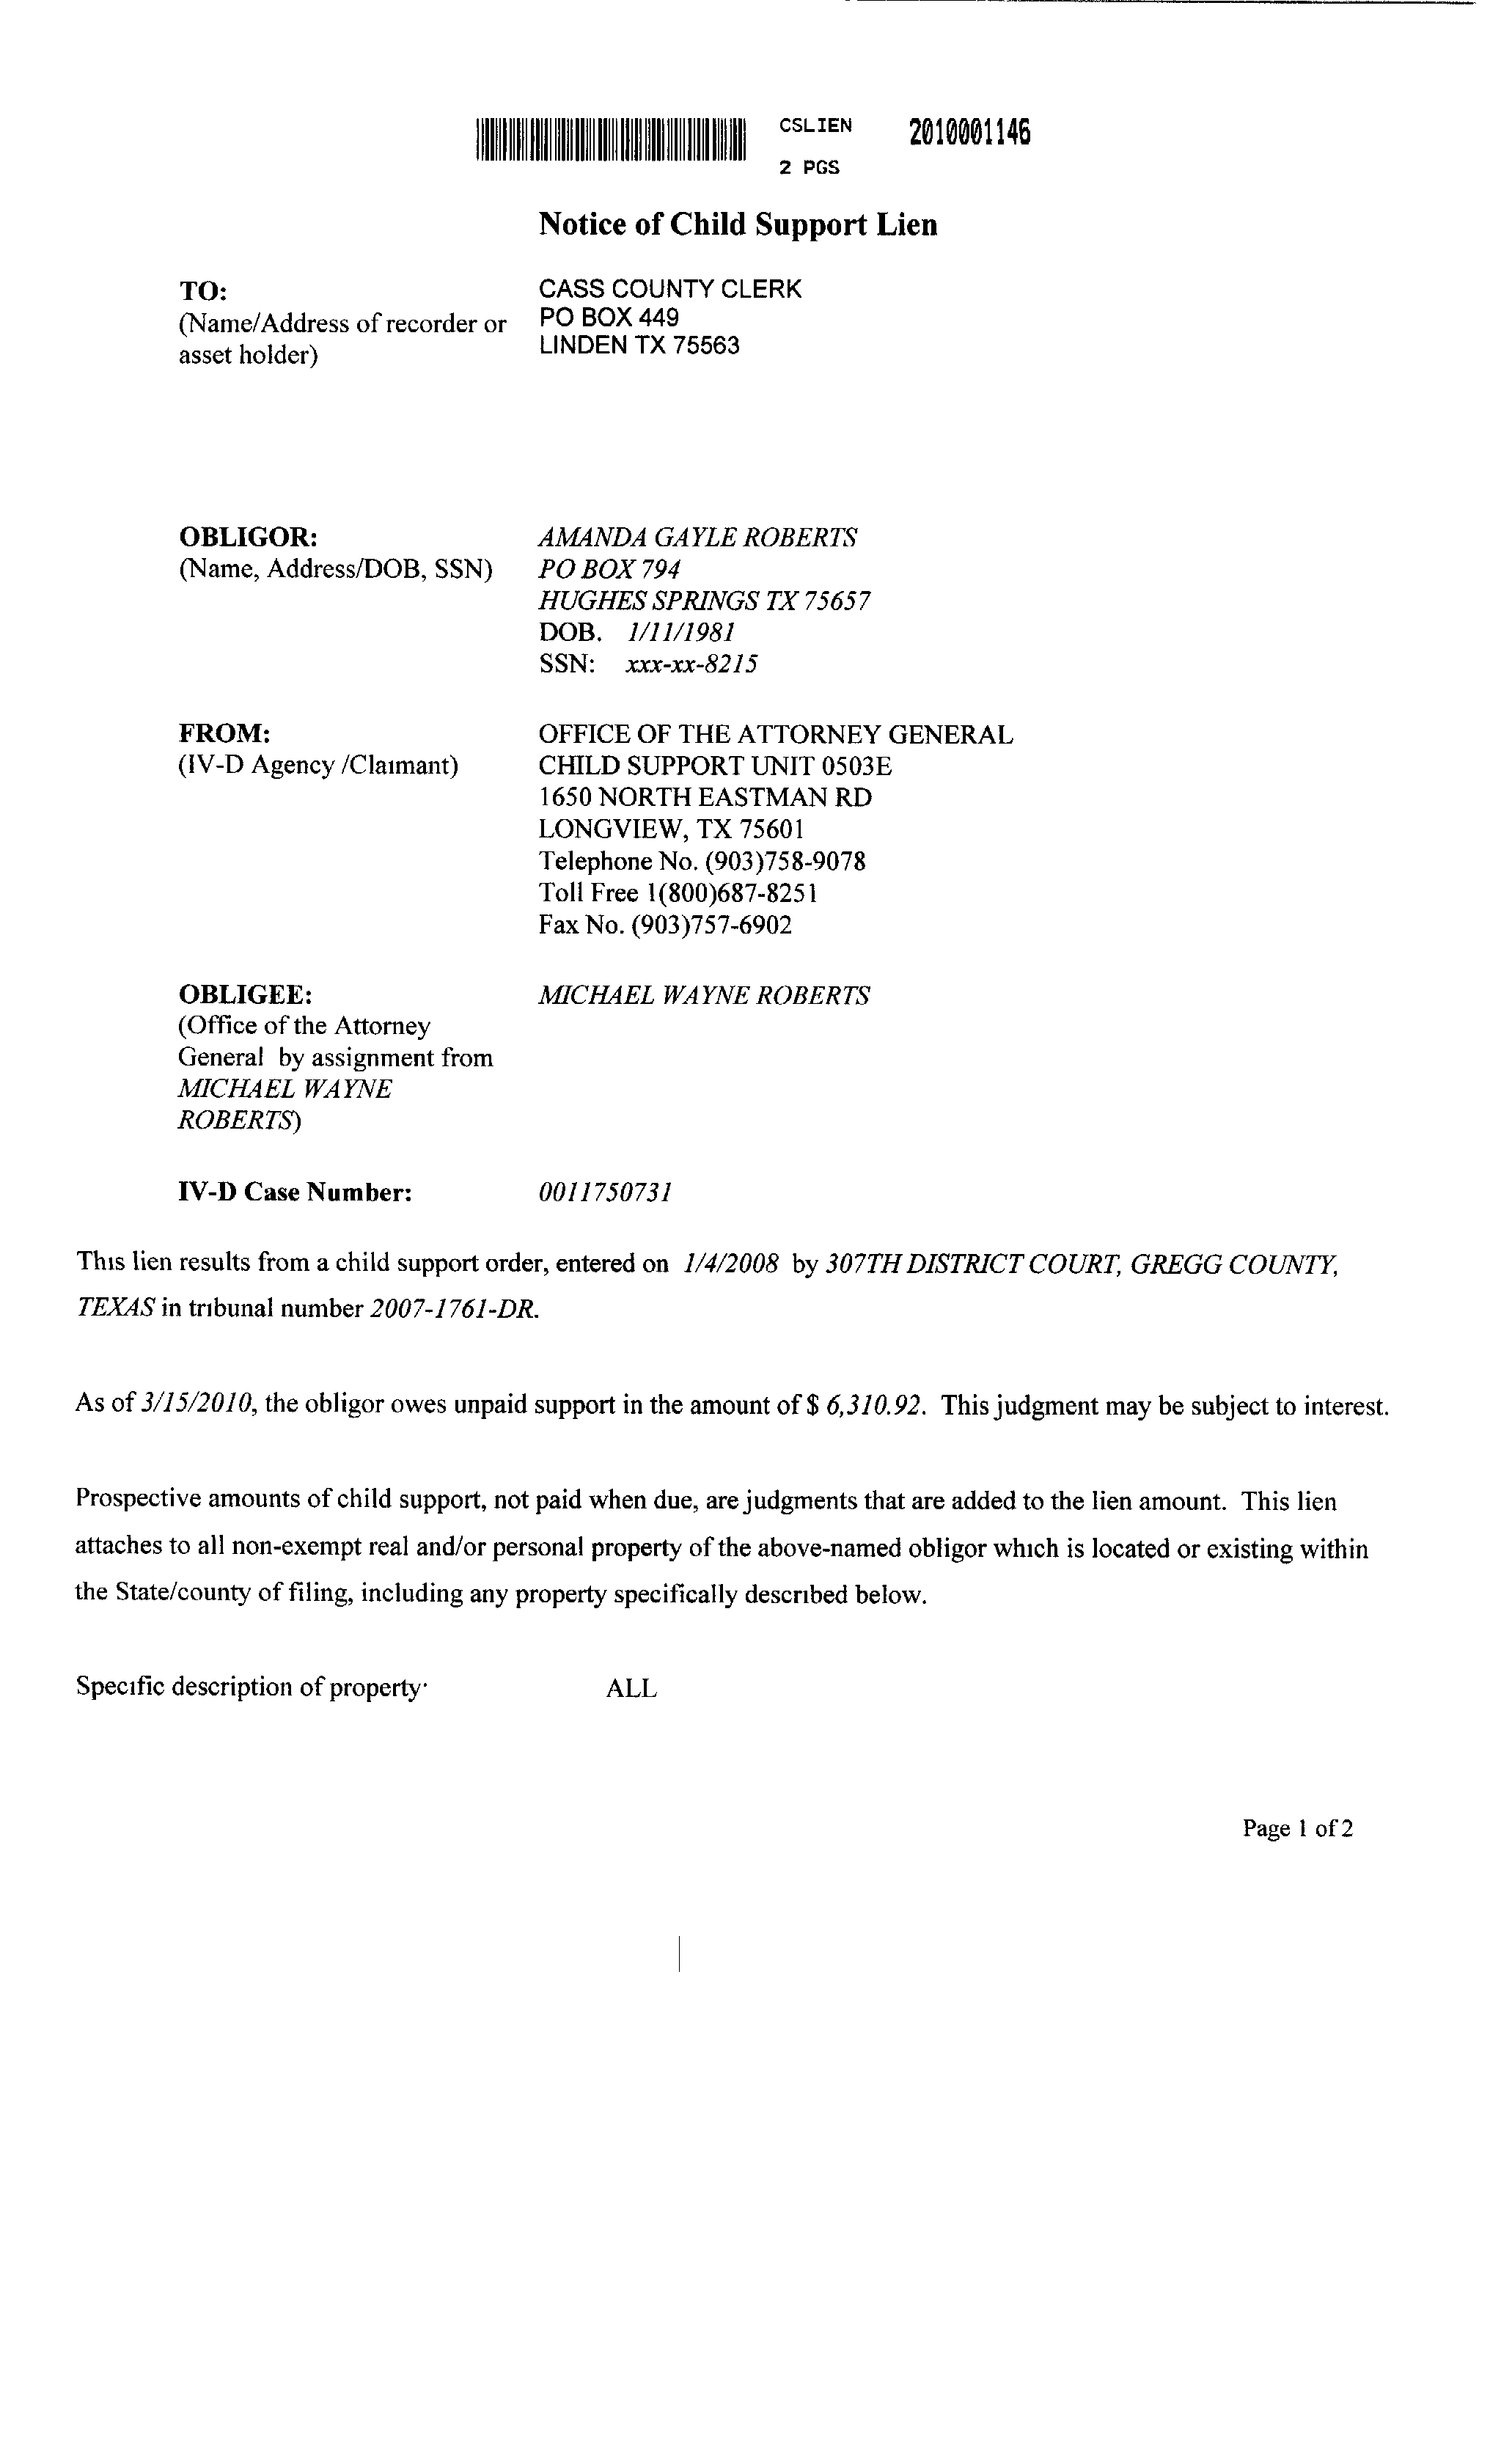 CSLIEN 2010001146
2 PGS
Notice of Child Support Lien
TO: CASS COUNTY CLERK
(Name/Address of recorder or PO BOX 449
asset holder) LINDEN TX 75563
OBLIGOR: AMANDA GAYLE ROBERTS
(Name, Address/DOB, SSN) PO BOX 794
HUGHES SPRINGS TX 75657
DOB. 1/11/1981
SSN: xxx-xx-8215
FROM: OFFICE OF THE ATTORNEY GENERAL
(IV-D Agency /Claimant) CHILD SUPPORT UNIT 0503E
1650 NORTH EASTMAN RD
LONGVIEW, TX 75601
Telephone No. (903)758-9078
Toll Free 1(800)687-8251
Fax No. (903)757-6902
OBLIGEE: MICHAEL WAYNE ROBERTS
(Office of the Attorney
General by assignment from
MICHAEL WAYNE
ROBERTS)
IV-D Case Number: 0011750731
This lien results from a child support order, entered on 1/4/2008 by 307TH DISTRICT COURT, GREGG COUNTY,
TEXAS in tribunal number 2007-1761-DR.
As of 3/15/2010, the obligor owes unpaid support in the amount of $ 6,310.92. This judgment may be subject to interest.
Prospective amounts of child support, not paid when due, are judgments that are added to the lien amount. This lien
attaches to all non-exempt real and/or personal property of the above-named obligor which is located or existing within
the State/county of filing, including any property specifically described below.
Specific description of property: ALL
Page 1 of 2